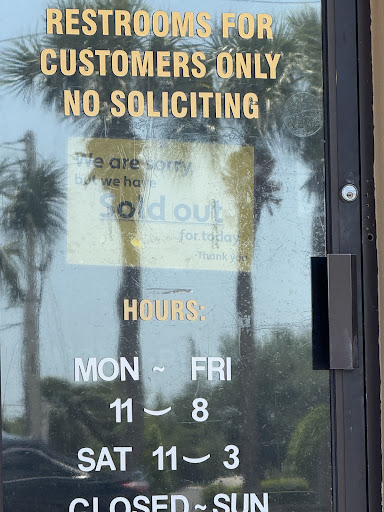 RESTROOMS FOR
CUSTOMERS ONLY
NO SOLICITING
We are sorry,
but we have
Sold out
for today
-Thank you
HOURS:
MON ~ FRI
11 ~ 8
SAT 11 ~ 3
CLOSED ~ SUN